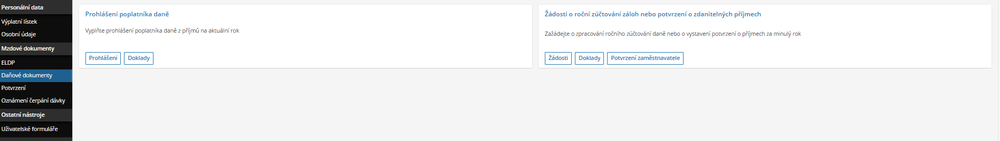 Personální data
Výplatní lístek
Osobní údaje
Mzdové dokumenty
ELDP
Daňové dokumenty
Potvrzení
Oznámení čerpání dávky
Ostatní nástroje
Uživatelské formuláře
Prohlášení poplatníka daně
Vyplňte prohlášení poplatníka daně z příjmů na aktuální rok
Prohlášení Doklady
Žádosti o roční zúčtování záloh nebo potvrzení o zdanitelných příjmech
Zažádejte o zpracování ročního zúčtování daně nebo o vystavení potvrzení o příjmech za minulý rok
Žádosti Doklady Potvrzení zaměstnavatele